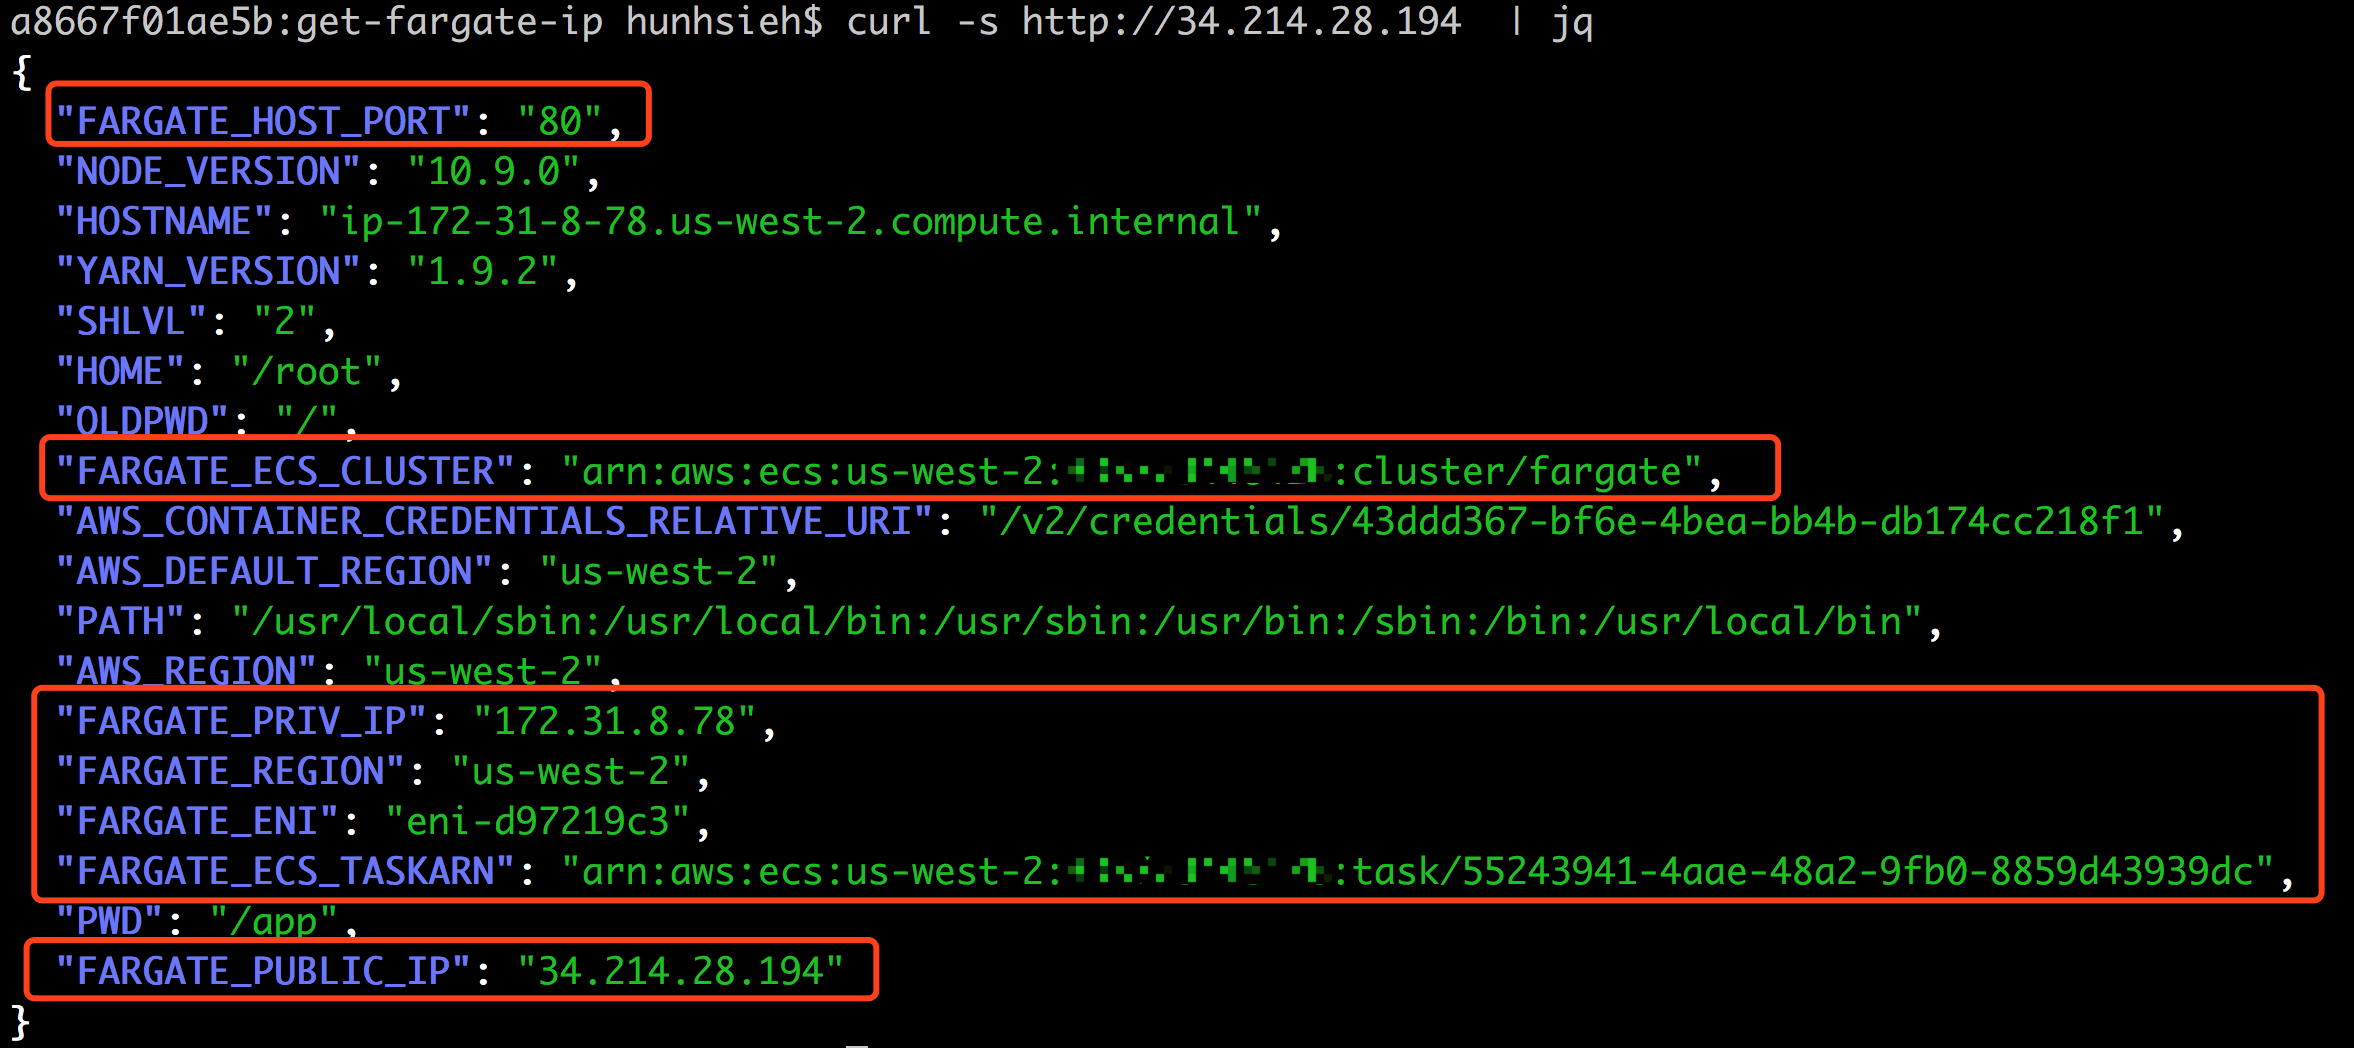 a8667f01ae5b:get-fargate-ip hunhsieh$ curl -s http://34.214.28.194  | jq
{
  "FARGATE_HOST_PORT": "80",
  "NODE_VERSION": "10.9.0",
  "HOSTNAME": "ip-172-31-8-78.us-west-2.compute.internal",
  "YARN_VERSION": "1.9.2",
  "SHLVL": "2",
  "HOME": "/root",
  "OLDPWD": "/",
  "FARGATE_ECS_CLUSTER": "arn:aws:ecs:us-west-2: :cluster/fargate",
  "AWS_CONTAINER_CREDENTIALS_RELATIVE_URI": "/v2/credentials/43ddd367-bf6e-4bea-bb4b-db174cc218f1",
  "AWS_DEFAULT_REGION": "us-west-2",
  "PATH": "/usr/local/sbin:/usr/local/bin:/usr/sbin:/usr/bin:/sbin:/bin:/usr/local/bin",
  "AWS_REGION": "us-west-2",
  "FARGATE_PRIV_IP": "172.31.8.78",
  "FARGATE_REGION": "us-west-2",
  "FARGATE_ENI": "eni-d97219c3",
  "FARGATE_ECS_TASKARN": "arn:aws:ecs:us-west-2: :task/55243941-4aae-48a2-9fb0-8859d43939dc",
  "PWD": "/app",
  "FARGATE_PUBLIC_IP": "34.214.28.194"
}